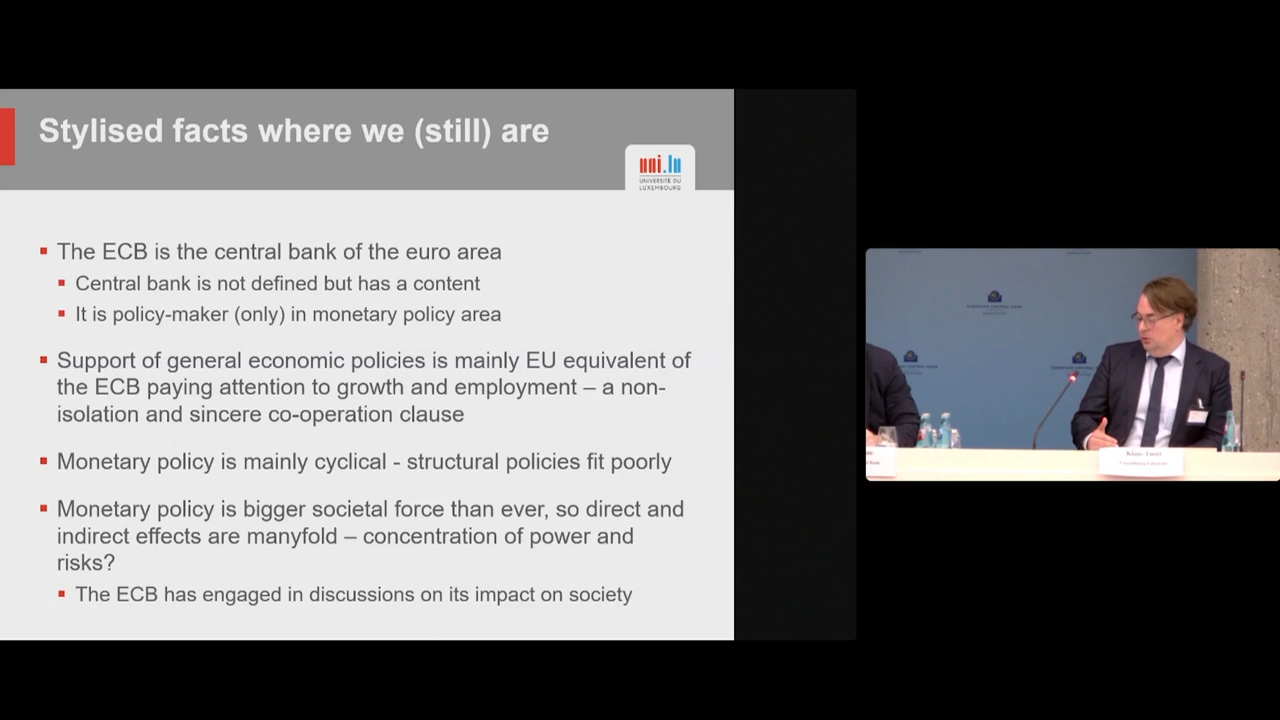 Stylised facts where we (still) are
uni.lu
UNIVERSITÉ DU
LUXEMBOURG
The ECB is the central bank of the euro area
Central bank is not defined but has a content
It is policy-maker (only) in monetary policy area
Support of general economic policies is mainly EU equivalent of
the ECB paying attention to growth and employment – a non-
isolation and sincere co-operation clause
Monetary policy is mainly cyclical - structural policies fit poorly
Monetary policy is bigger societal force than ever, so direct and
indirect effects are manyfold – concentration of power and
risks?
The ECB has engaged in discussions on its impact on society
EUROPEAN CENTRAL BANK